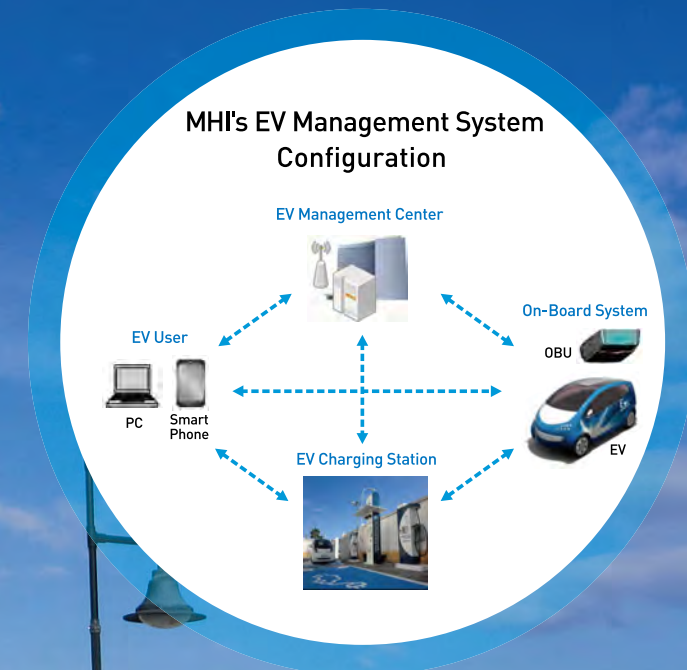 MHI's EV Management System
Configuration
EV Management Center
On-Board System
OBU
EV User
PC
Smart
Phone
EV
EV Charging Station